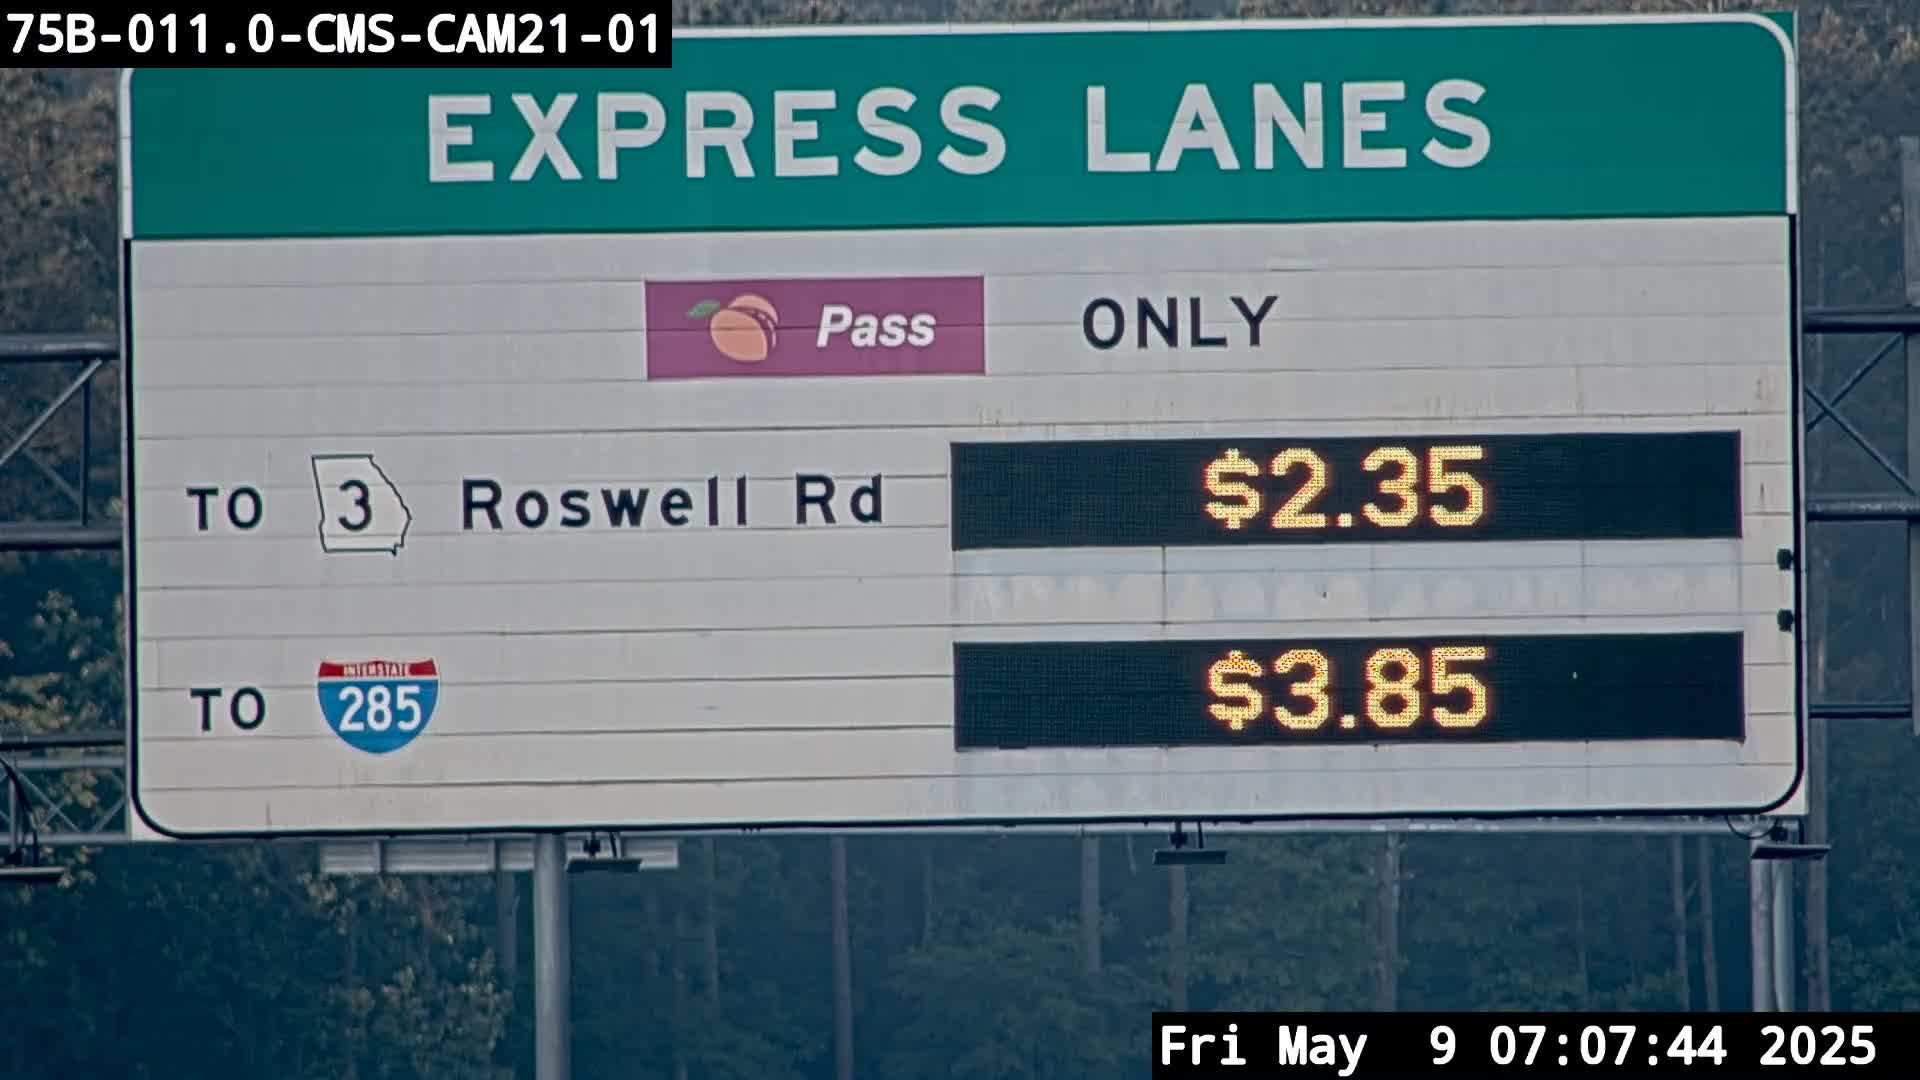 75B-011.0-CMS-CAM21-01
EXPRESS LANES
Pass ONLY
TO 3 Roswell Rd $2.35
INTERSTATE
TO 285 $3.85
Fri May 9 07:07:44 2025